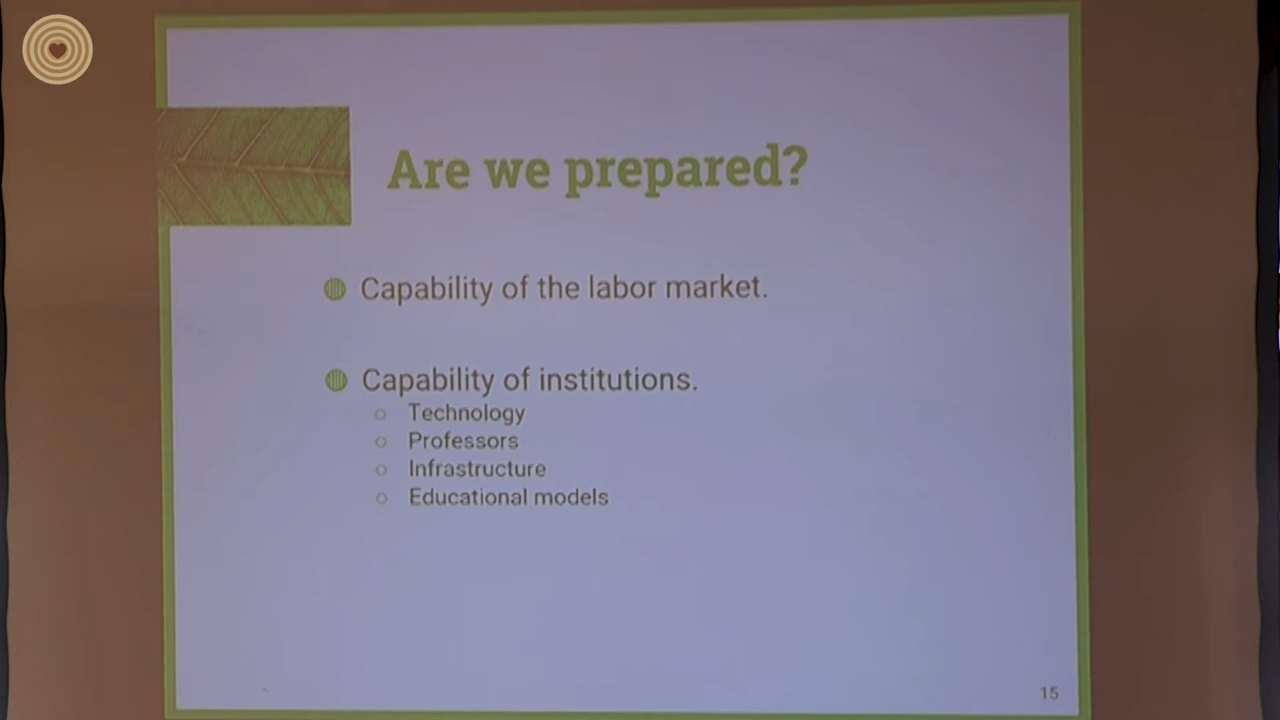 Are we prepared?
Capability of the labor market.
Capability of institutions.
Technology
Professors
Infrastructure
Educational models
15